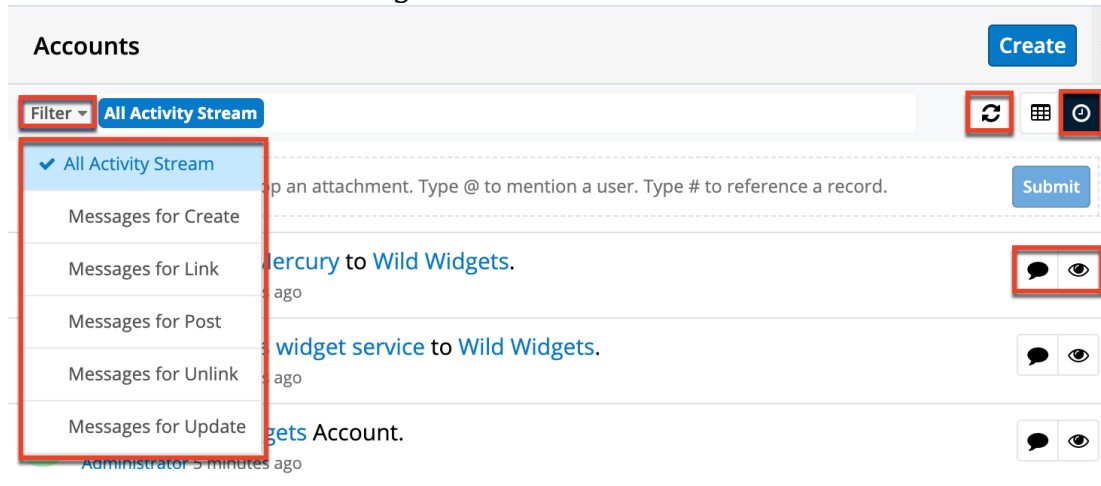 Accounts
Create
Filter All Activity Stream
All Activity Stream
an attachment. Type @ to mention a user. Type # to reference a record.
Submit
Messages for Create
Messages for Link
to Wild Widgets.
ago
Messages for Post
Messages for Unlink
widget service to Wild Widgets.
ago
Messages for Update
Account.
Administrator 5 minutes ago